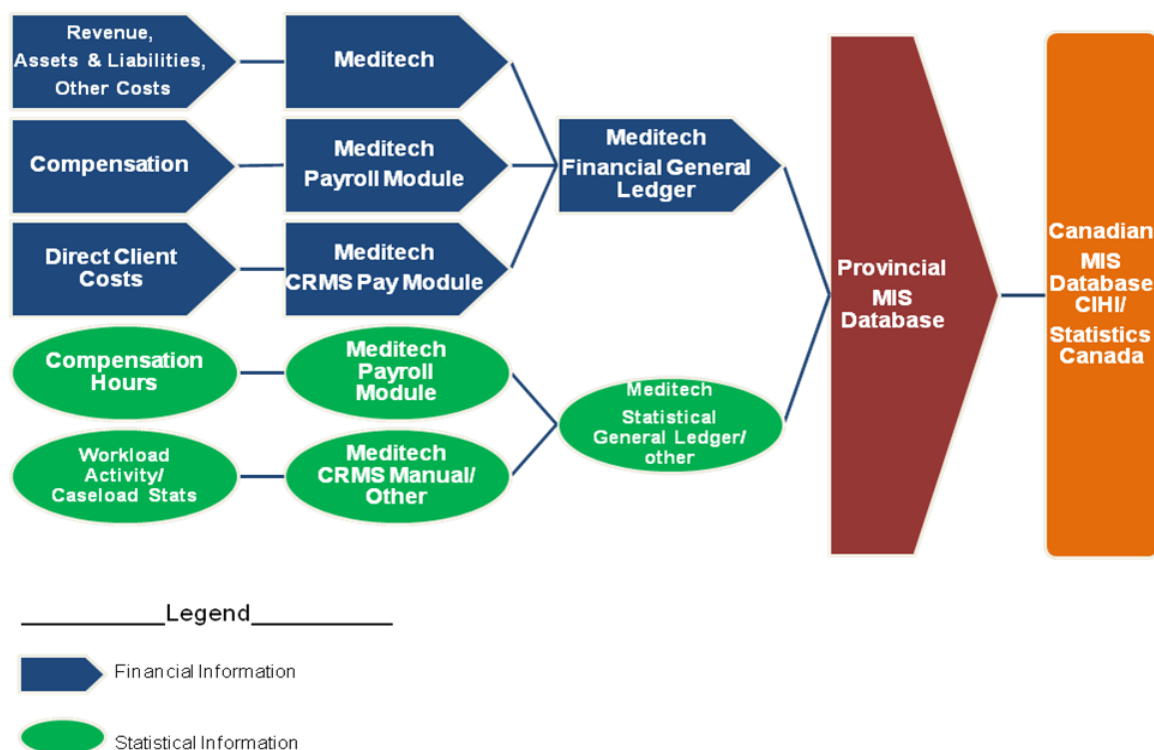 Revenue,
Assets & Liabilities,
Other Costs
Meditech
Compensation
Meditech
Payroll Module
Meditech
Financial General
Ledger
Direct Client
Costs
Meditech
CRMS Pay Module
Compensation
Hours
Meditech
Payroll
Module
Workload
Activity/
Caseload Stats
Meditech
CRMS Manual/
Other
Meditech
Statistical
General Ledger/
other
Provincial
MIS
Database
Canadian
MIS
Database
CIHI/
Statistics
Canada
Legend
Financial Information
Statistical Information